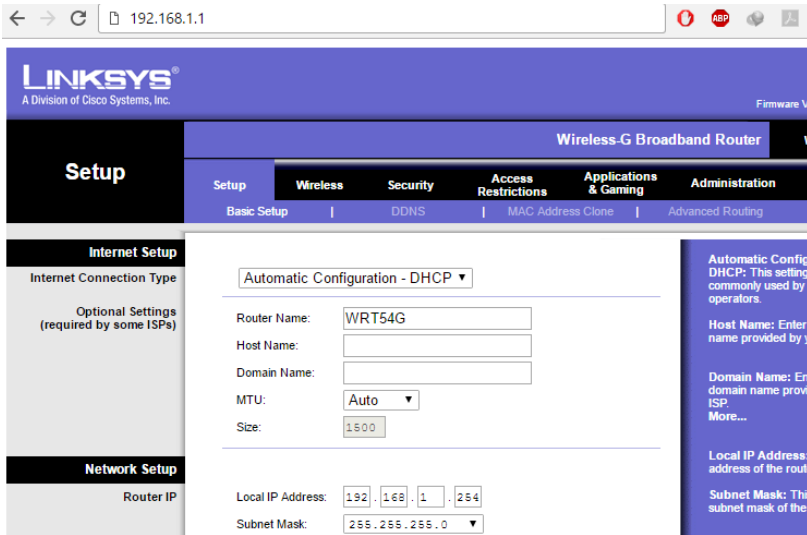 192.168.1.1
ABP
LINKSYS®
A Division of Cisco Systems, Inc.
Firmware V
Wireless-G Broadband Router
Setup
Setup Wireless Security Access Restrictions Applications & Gaming Administration
Basic Setup | DDNS | MAC Address Clone | Advanced Routing
Internet Setup
Internet Connection Type
Automatic Configuration - DHCP
Optional Settings
(required by some ISPs)
Router Name: WRT54G
Host Name:
Domain Name:
MTU: Auto
Size: 1500
Network Setup
Router IP
Local IP Address: 192 . 168 . 1 . 254
Subnet Mask: 255.255.255.0
Automatic Config
DHCP: This setting
commonly used by
operators.
Host Name: Enter
name provided by y
Domain Name: En
domain name provi
ISP.
More...
Local IP Address:
address of the rout
Subnet Mask: Thi
subnet mask of the